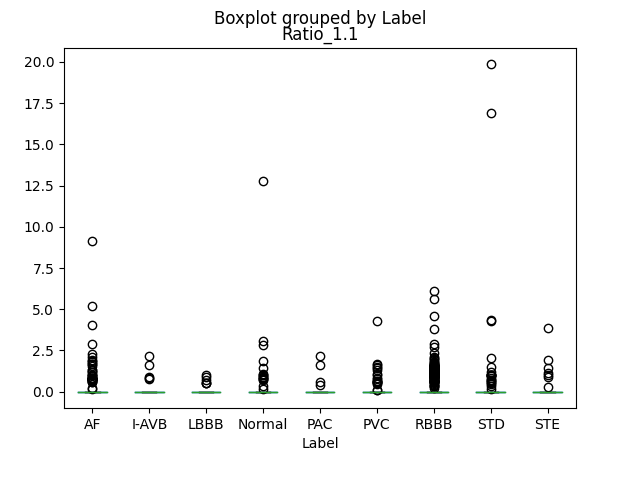 Boxplot grouped by Label
Ratio_1.1
20.0
17.5
15.0
12.5
10.0
7.5
5.0
2.5
0.0
AF I-AVB LBBB Normal PAC PVC RBBB STD STE
Label